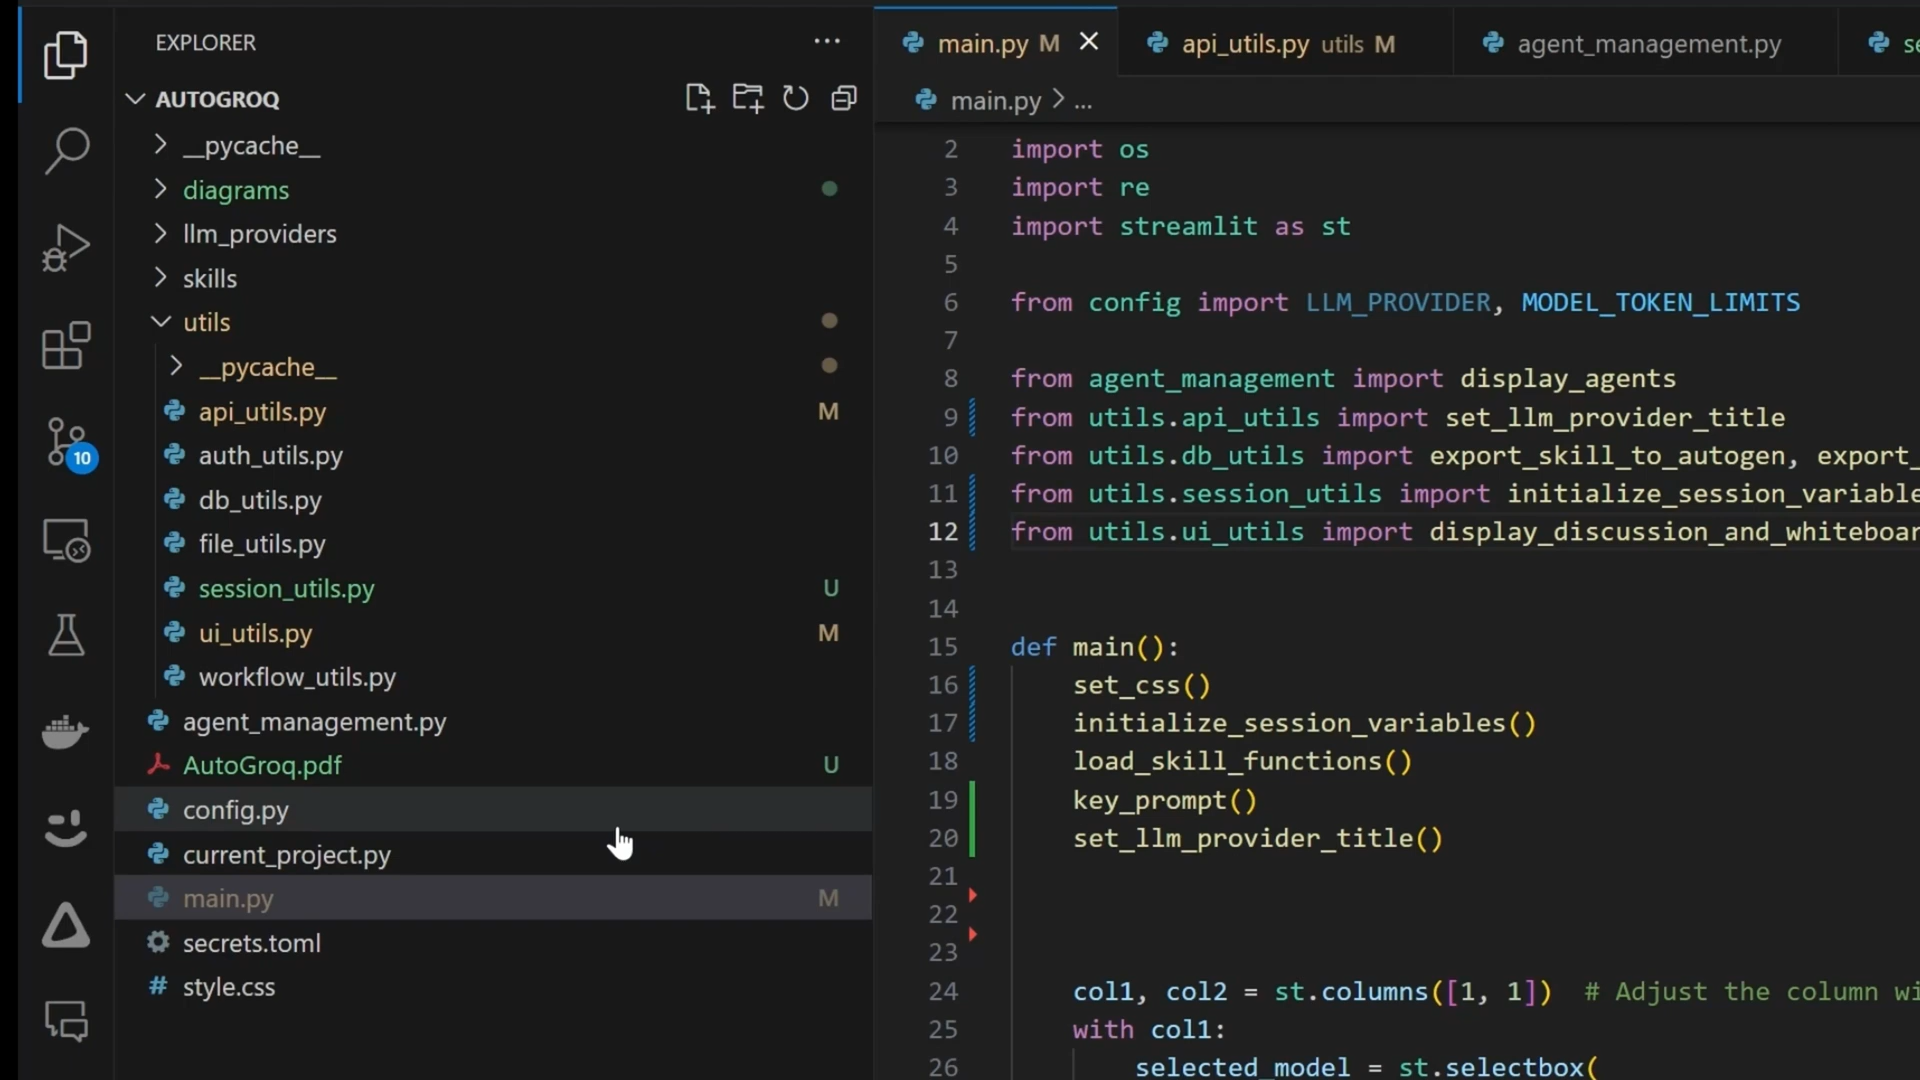 EXPLORER
AUTOGROQ
__pycache__
diagrams
llm_providers
skills
utils
__pycache__
api_utils.py M
auth_utils.py
db_utils.py
file_utils.py
session_utils.py U
ui_utils.py M
workflow_utils.py
agent_management.py
AutoGroq.pdf U
config.py
current_project.py
main.py M
secrets.toml
style.css
10
main.py M
api_utils.py utils M
agent_management.py
se
main.py > ...
2 import os
3 import re
4 import streamlit as st
5
6 from config import LLM_PROVIDER, MODEL_TOKEN_LIMITS
7
8 from agent_management import display_agents
9 from utils.api_utils import set_llm_provider_title
10 from utils.db_utils import export_skill_to_autogen, export_
11 from utils.session_utils import initialize_session_variable
12 from utils.ui_utils import display_discussion_and_whiteboar
13
14
15 def main():
16 set_css()
17 initialize_session_variables()
18 load_skill_functions()
19 key_prompt()
20 set_llm_provider_title()
21
22
23
24 col1, col2 = st.columns([1, 1]) # Adjust the column wi
25 with col1:
26 selected_model = st.selectbox(